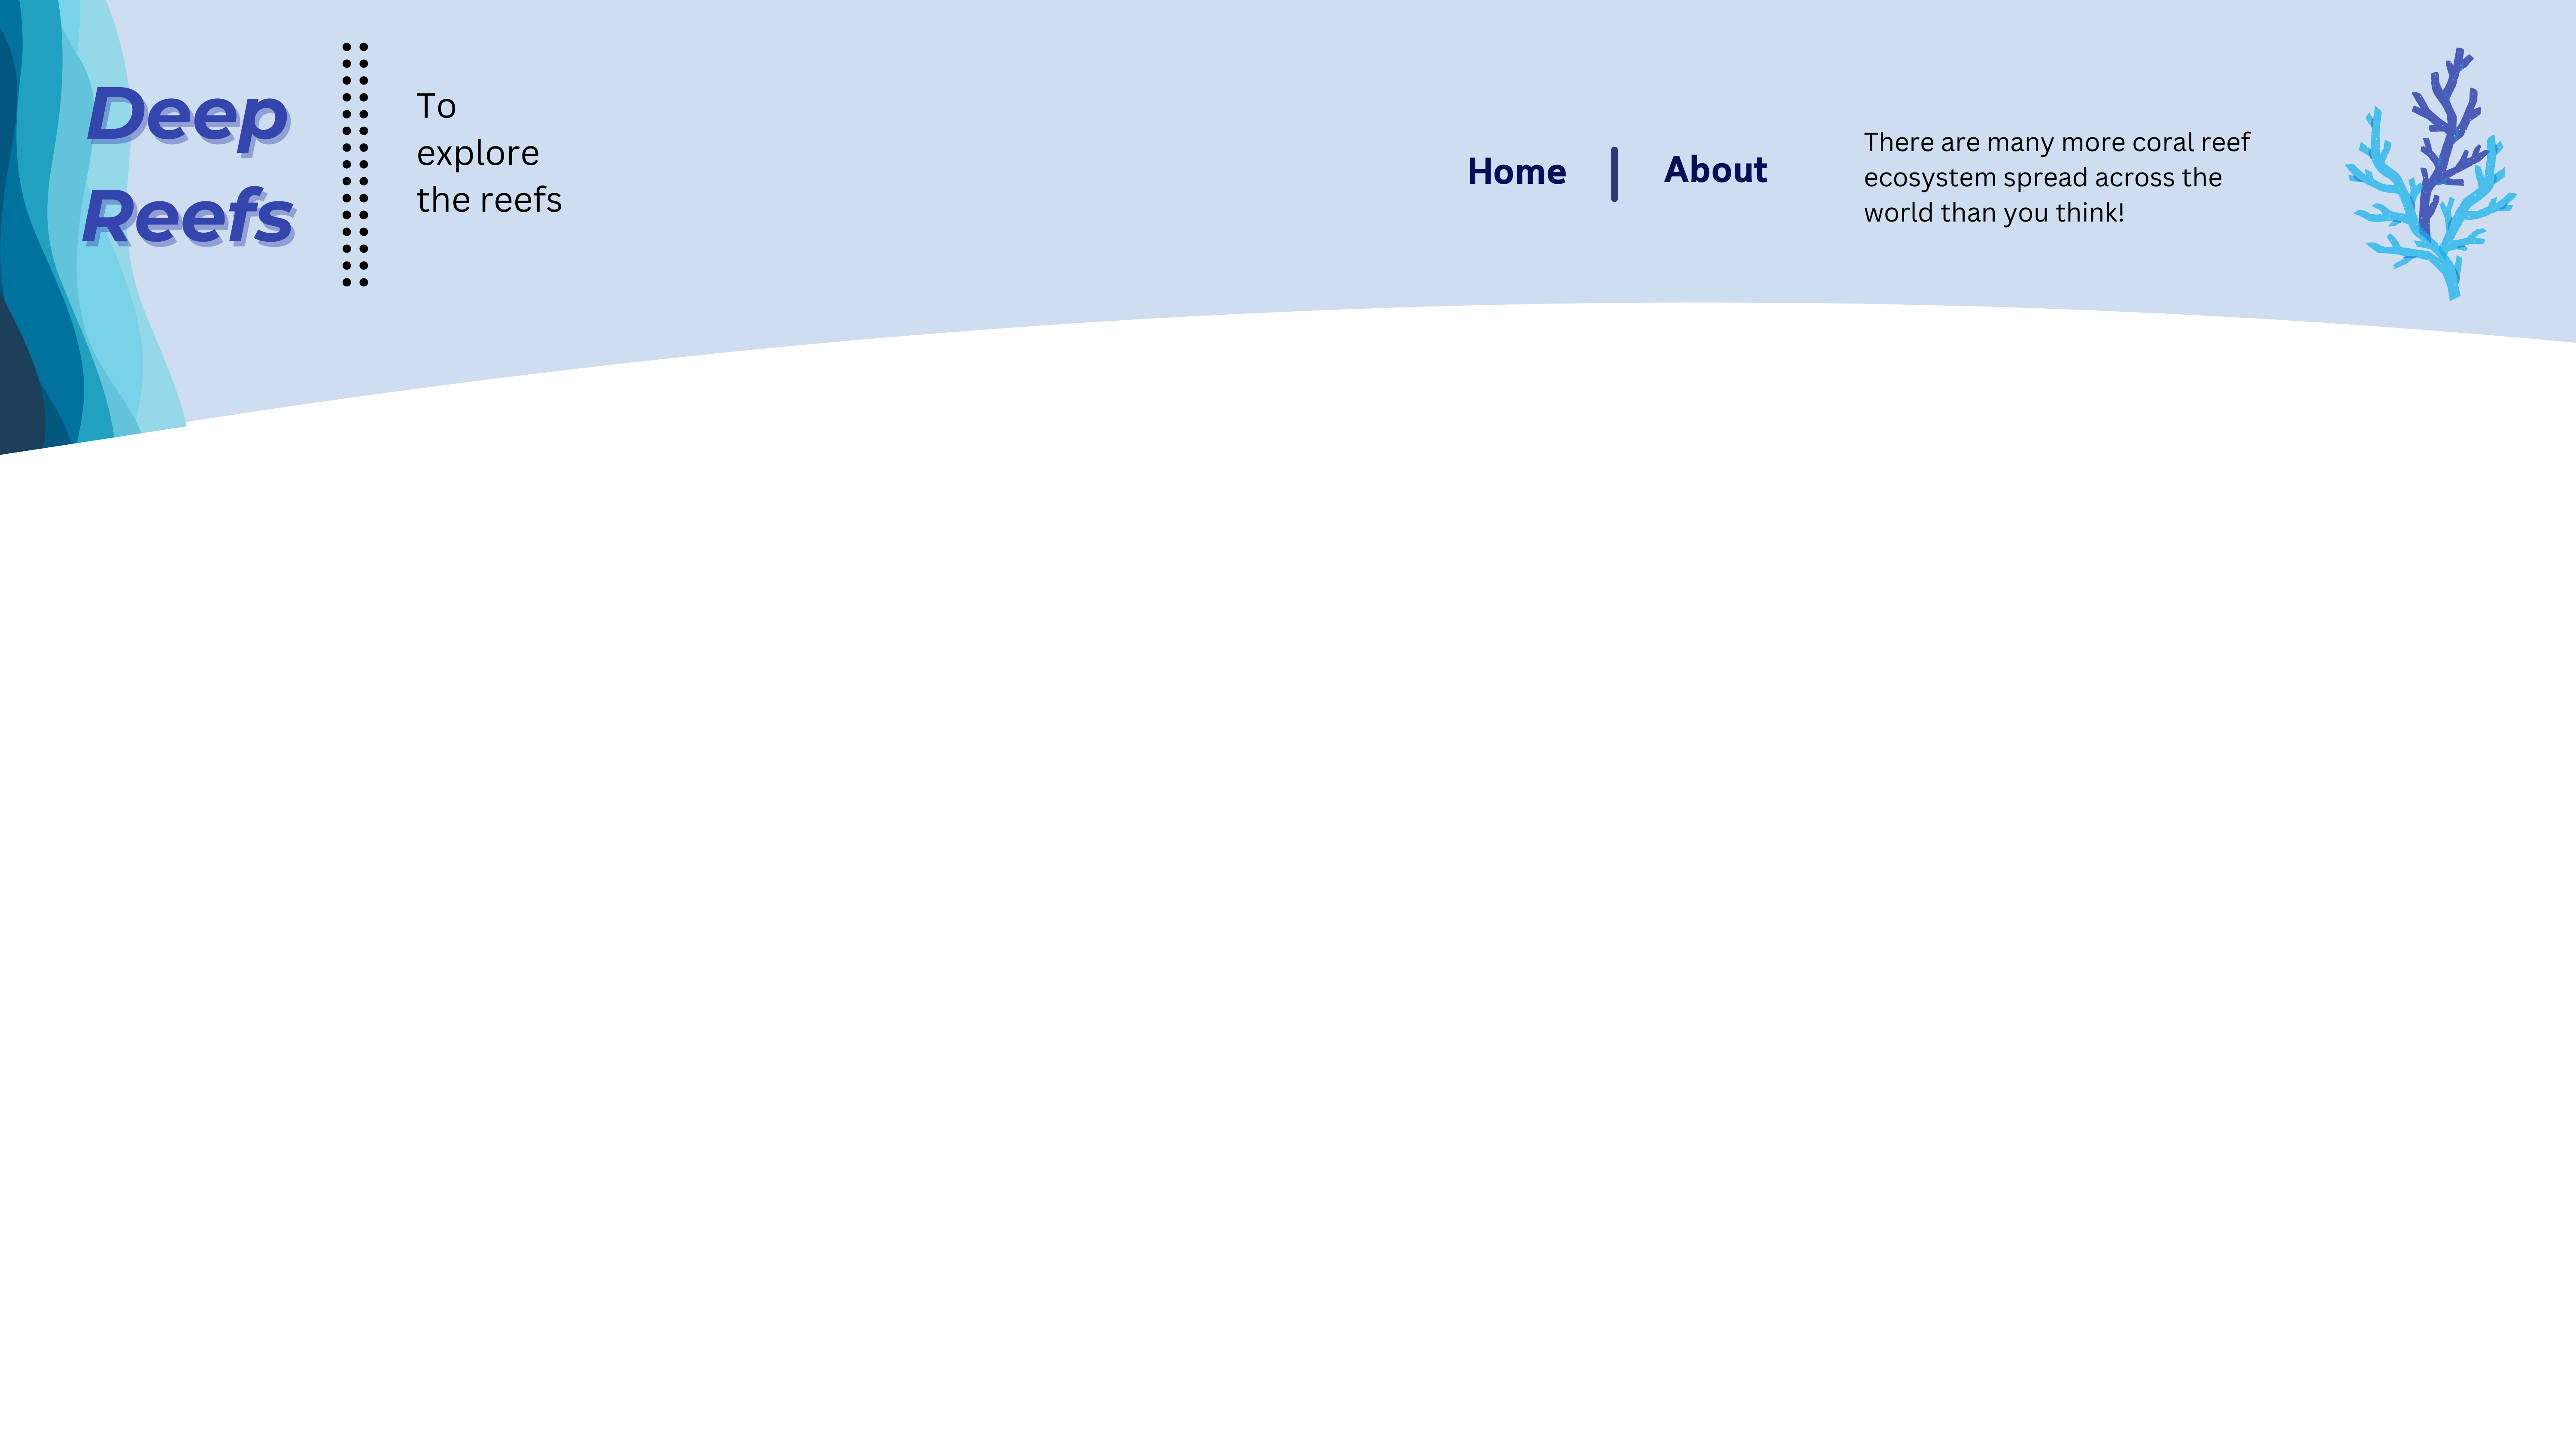 Deep
Reefs
To
explore
the reefs
Home
About
There are many more coral reef
ecosystem spread across the
world than you think!